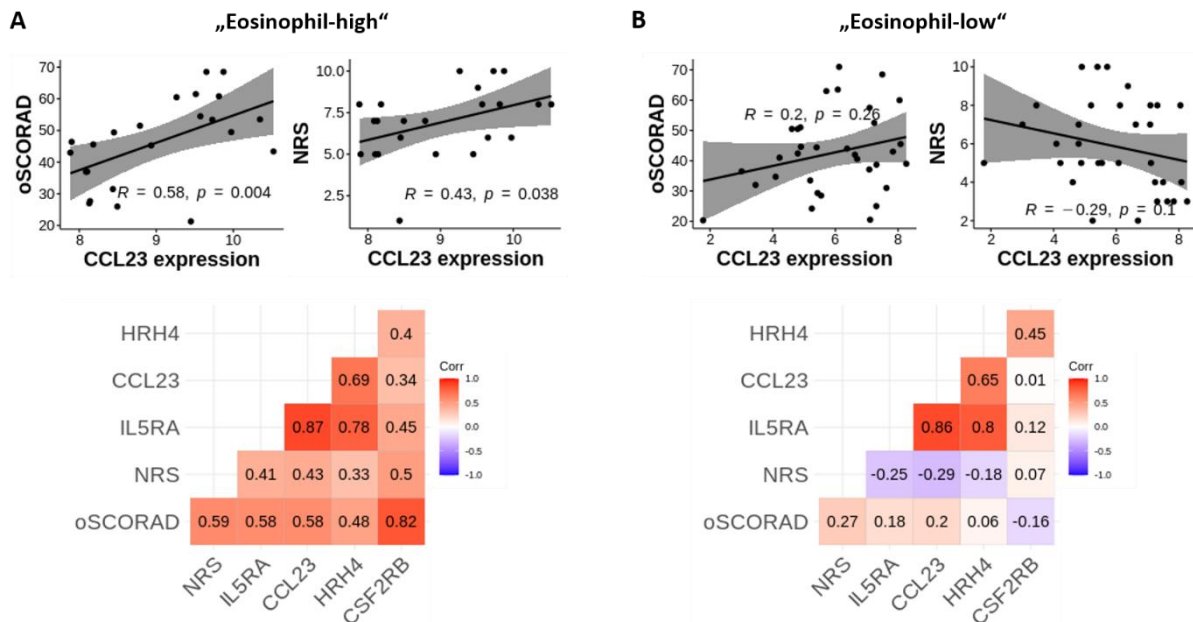 A
„Eosinophil-high“
B
„Eosinophil-low“
oSCORAD
70
60
50
40
30
20
R = 0.58, p = 0.004
8
9
10
CCL23 expression
NRS
10.0
7.5
5.0
2.5
R = 0.43, p = 0.038
8
9
10
CCL23 expression
oSCORAD
70
60
50
40
30
20
R = 0.2, p = 0.26
2
4
6
8
CCL23 expression
NRS
10
8
6
4
2
R = −0.29, p = 0.1
2
4
6
8
CCL23 expression
HRH4
0.4
CCL23
0.69 0.34
IL5RA
0.87 0.78 0.45
NRS
0.41 0.43 0.33 0.5
oSCORAD
0.59 0.58 0.58 0.48 0.82
NRS
IL5RA
CCL23
HRH4
CSF2RB
Corr
1.0
0.5
0.0
-0.5
-1.0
HRH4
0.45
CCL23
0.65 0.01
IL5RA
0.86 0.8 0.12
NRS
-0.25 -0.29 -0.18 0.07
oSCORAD
0.27 0.18 0.2 0.06 -0.16
NRS
IL5RA
CCL23
HRH4
CSF2RB
Corr
1.0
0.5
0.0
-0.5
-1.0